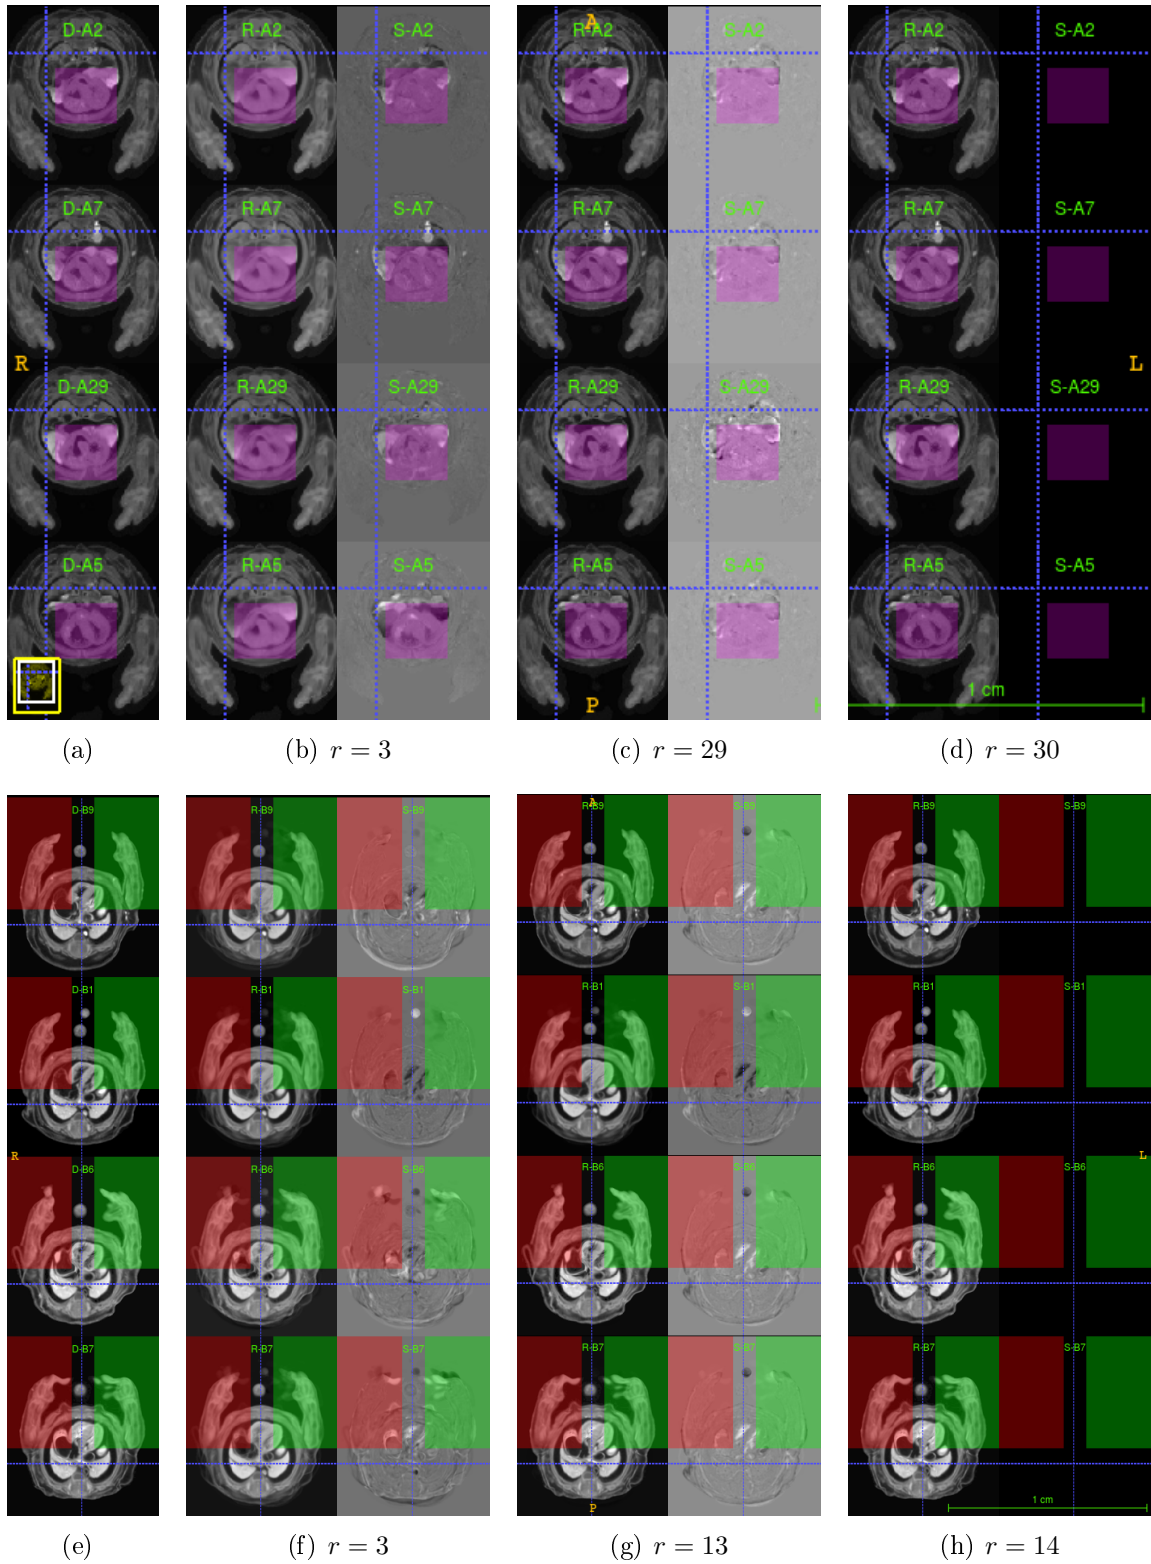 D-A2 R-A2 S-A2 A R-A2 S-A2 R-A2 S-A2
D-A7 R-A7 S-A7 R-A7 S-A7 R-A7 S-A7
R L
D-A29 R-A29 S-A29 R-A29 S-A29 R-A29 S-A29
D-A5 R-A5 S-A5 R-A5 S-A5 R-A5 S-A5
P 1 cm
(a) (b) r = 3 (c) r = 29 (d) r = 30
D-B9 R-B9 S-B9 A R-B9 S-B9 R-B9 S-B9
D-B1 R-B1 S-B1 R-B1 S-B1 R-B1 S-B1
R L
D-B6 R-B6 S-B6 R-B6 S-B6 R-B6 S-B6
D-B7 R-B7 S-B7 R-B7 S-B7 R-B7 S-B7
P 1 cm
(e) (f) r = 3 (g) r = 13 (h) r = 14